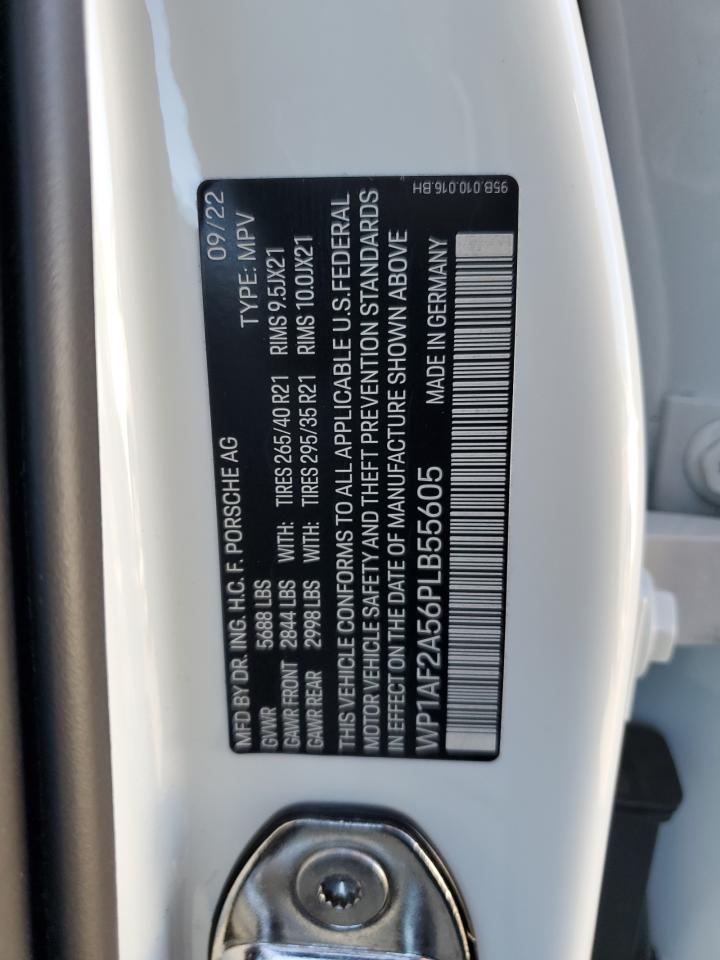 MFD BY DR. ING. H.C. F. PORSCHE AG 09/22
GVWR 5688 LBS TYPE: MPV
GAWR FRONT 2844 LBS WITH: TIRES 265/40 R21 RIMS 9.5JX21
GAWR REAR 2998 LBS WITH: TIRES 295/35 R21 RIMS 10.0JX21
THIS VEHICLE CONFORMS TO ALL APPLICABLE U.S.FEDERAL
MOTOR VEHICLE SAFETY AND THEFT PREVENTION STANDARDS
IN EFFECT ON THE DATE OF MANUFACTURE SHOWN ABOVE
WP1AF2A56PLB55605 MADE IN GERMANY
95B.010.016.BH